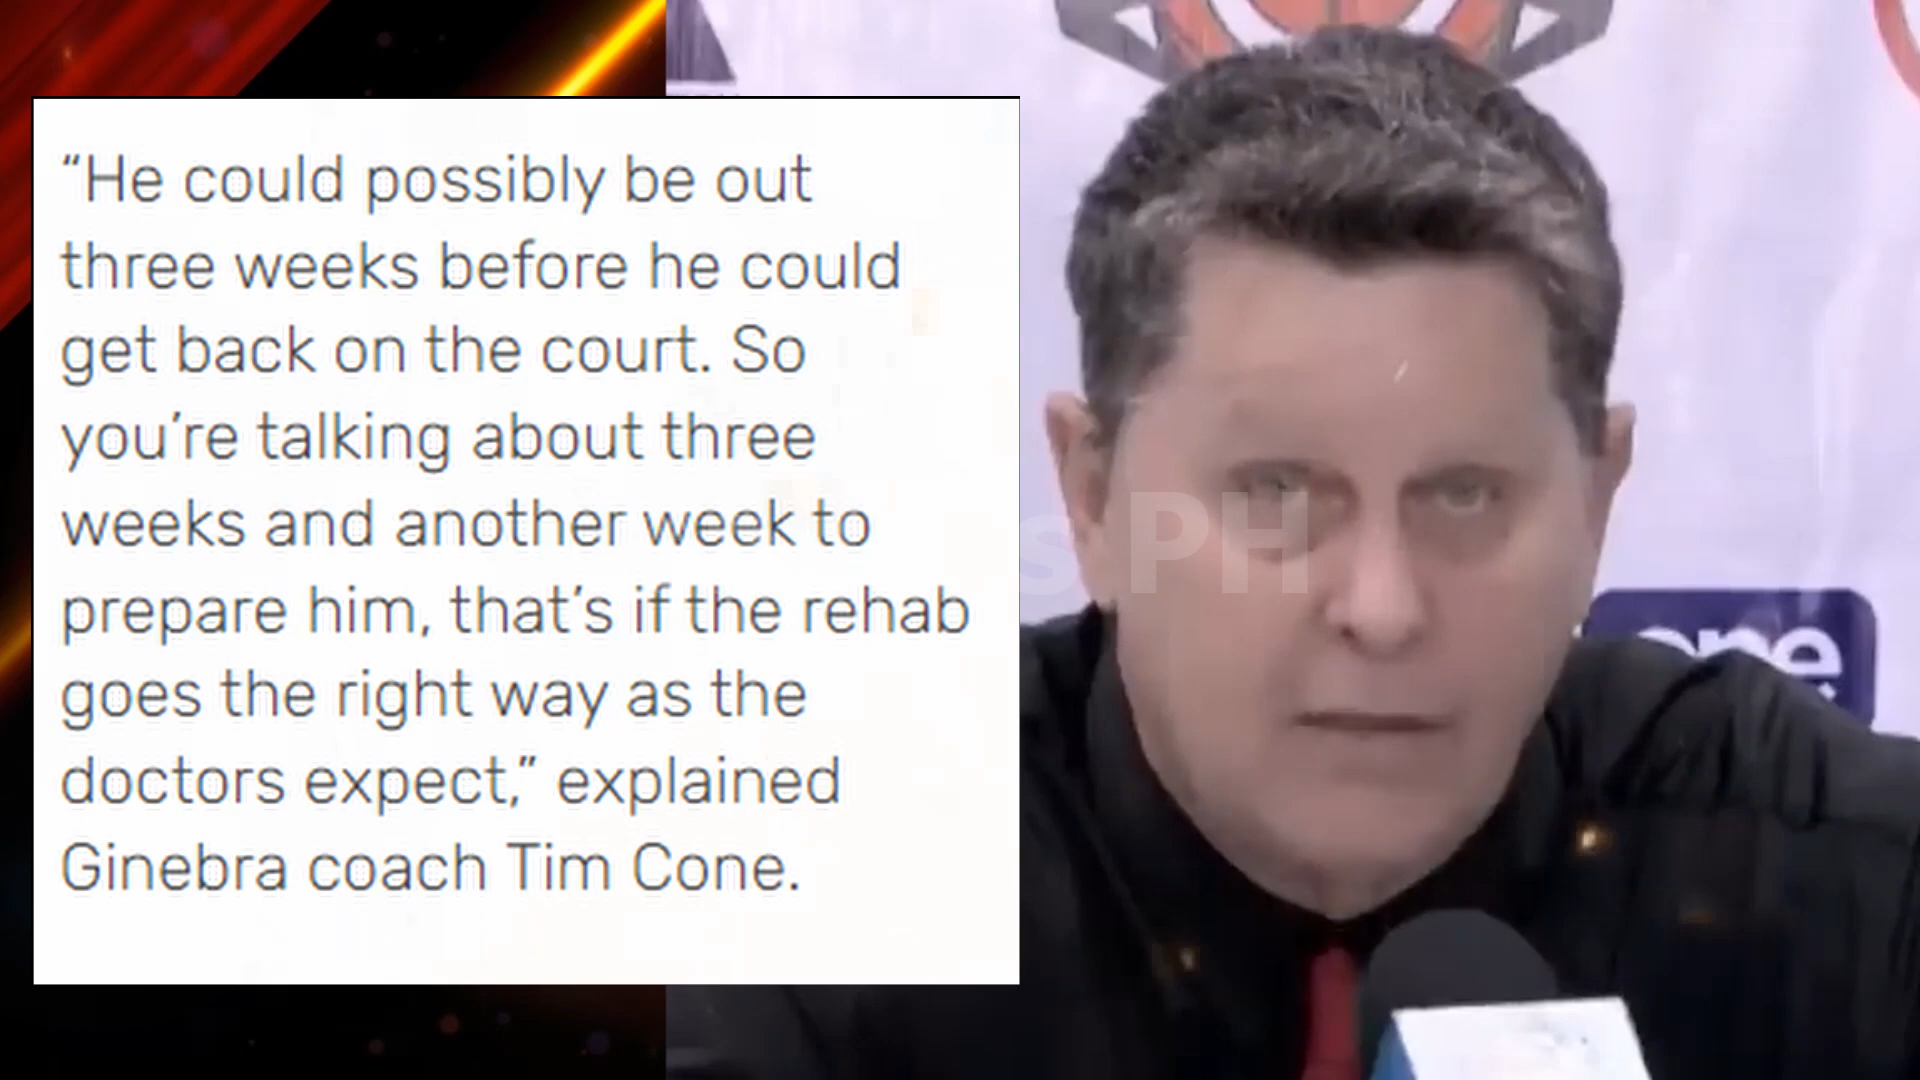 “He could possibly be out
three weeks before he could
get back on the court. So
you’re talking about three
weeks and another week to
prepare him, that’s if the rehab
goes the right way as the
doctors expect,” explained
Ginebra coach Tim Cone.
s PH
one